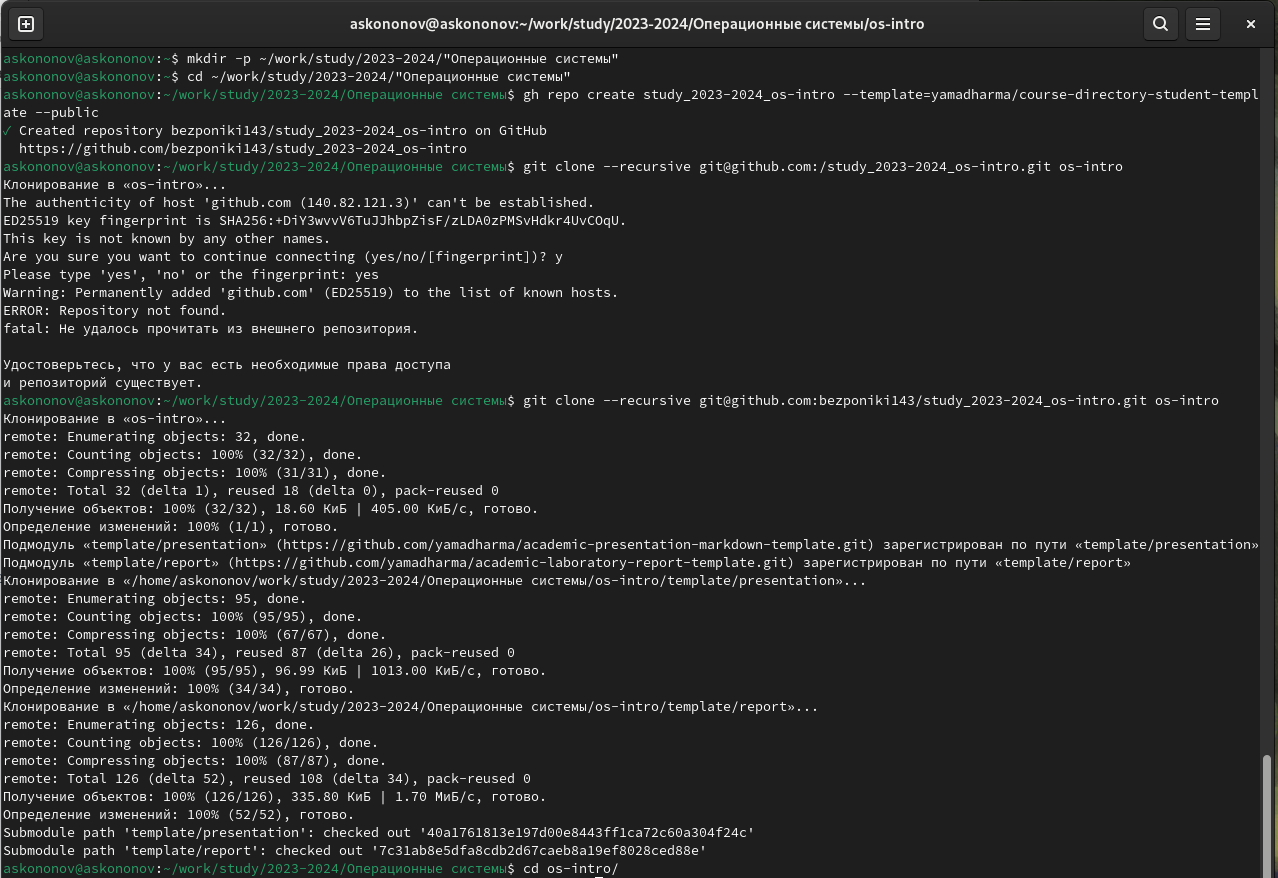 askononov@askononov:~/work/study/2023-2024/Операционные системы/os-intro
askononov@askononov:~$ mkdir -p ~/work/study/2023-2024/"Операционные системы"
askononov@askononov:~$ cd ~/work/study/2023-2024/"Операционные системы"
askononov@askononov:~/work/study/2023-2024/Операционные системы$ gh repo create study_2023-2024_os-intro --template=yamadharma/course-directory-student-templ
ate --public
✓ Created repository bezponiki143/study_2023-2024_os-intro on GitHub
https://github.com/bezponiki143/study_2023-2024_os-intro
askononov@askononov:~/work/study/2023-2024/Операционные системы$ git clone --recursive git@github.com:/study_2023-2024_os-intro.git os-intro
Клонирование в «os-intro»...
The authenticity of host 'github.com (140.82.121.3)' can't be established.
ED25519 key fingerprint is SHA256:+DiY3wvvV6TuJJhbpZisF/zLDA0zPMSvHdkr4UvCOqU.
This key is not known by any other names.
Are you sure you want to continue connecting (yes/no/[fingerprint])? y
Please type 'yes', 'no' or the fingerprint: yes
Warning: Permanently added 'github.com' (ED25519) to the list of known hosts.
ERROR: Repository not found.
fatal: Не удалось прочитать из внешнего репозитория.
Удостоверьтесь, что у вас есть необходимые права доступа
и репозиторий существует.
askononov@askononov:~/work/study/2023-2024/Операционные системы$ git clone --recursive git@github.com:bezponiki143/study_2023-2024_os-intro.git os-intro
Клонирование в «os-intro»...
remote: Enumerating objects: 32, done.
remote: Counting objects: 100% (32/32), done.
remote: Compressing objects: 100% (31/31), done.
remote: Total 32 (delta 1), reused 18 (delta 0), pack-reused 0
Получение объектов: 100% (32/32), 18.60 КиБ | 405.00 КиБ/с, готово.
Определение изменений: 100% (1/1), готово.
Подмодуль «template/presentation» (https://github.com/yamadharma/academic-presentation-markdown-template.git) зарегистрирован по пути «template/presentation»
Подмодуль «template/report» (https://github.com/yamadharma/academic-laboratory-report-template.git) зарегистрирован по пути «template/report»
Клонирование в «/home/askononov/work/study/2023-2024/Операционные системы/os-intro/template/presentation»...
remote: Enumerating objects: 95, done.
remote: Counting objects: 100% (95/95), done.
remote: Compressing objects: 100% (67/67), done.
remote: Total 95 (delta 34), reused 87 (delta 26), pack-reused 0
Получение объектов: 100% (95/95), 96.99 КиБ | 1013.00 КиБ/с, готово.
Определение изменений: 100% (34/34), готово.
Клонирование в «/home/askononov/work/study/2023-2024/Операционные системы/os-intro/template/report»...
remote: Enumerating objects: 126, done.
remote: Counting objects: 100% (126/126), done.
remote: Compressing objects: 100% (87/87), done.
remote: Total 126 (delta 52), reused 108 (delta 34), pack-reused 0
Получение объектов: 100% (126/126), 335.80 КиБ | 1.70 МиБ/с, готово.
Определение изменений: 100% (52/52), готово.
Submodule path 'template/presentation': checked out '40a1761813e197d00e8443ff1ca72c60a304f24c'
Submodule path 'template/report': checked out '7c31ab8e5dfa8cdb2d67caeb8a19ef8028ced88e'
askononov@askononov:~/work/study/2023-2024/Операционные системы$ cd os-intro/